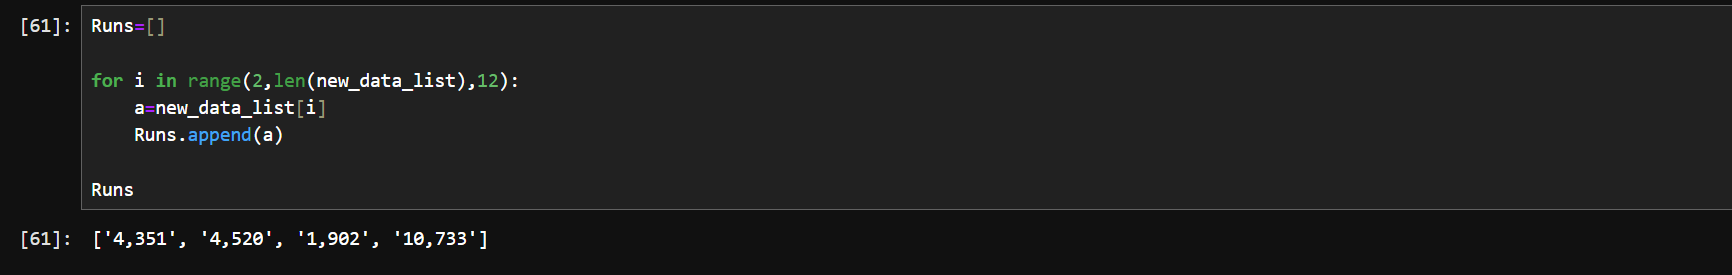 [61]: Runs=[]
for i in range(2,len(new_data_list),12):
    a=new_data_list[i]
    Runs.append(a)
Runs
[61]: ['4,351', '4,520', '1,902', '10,733']